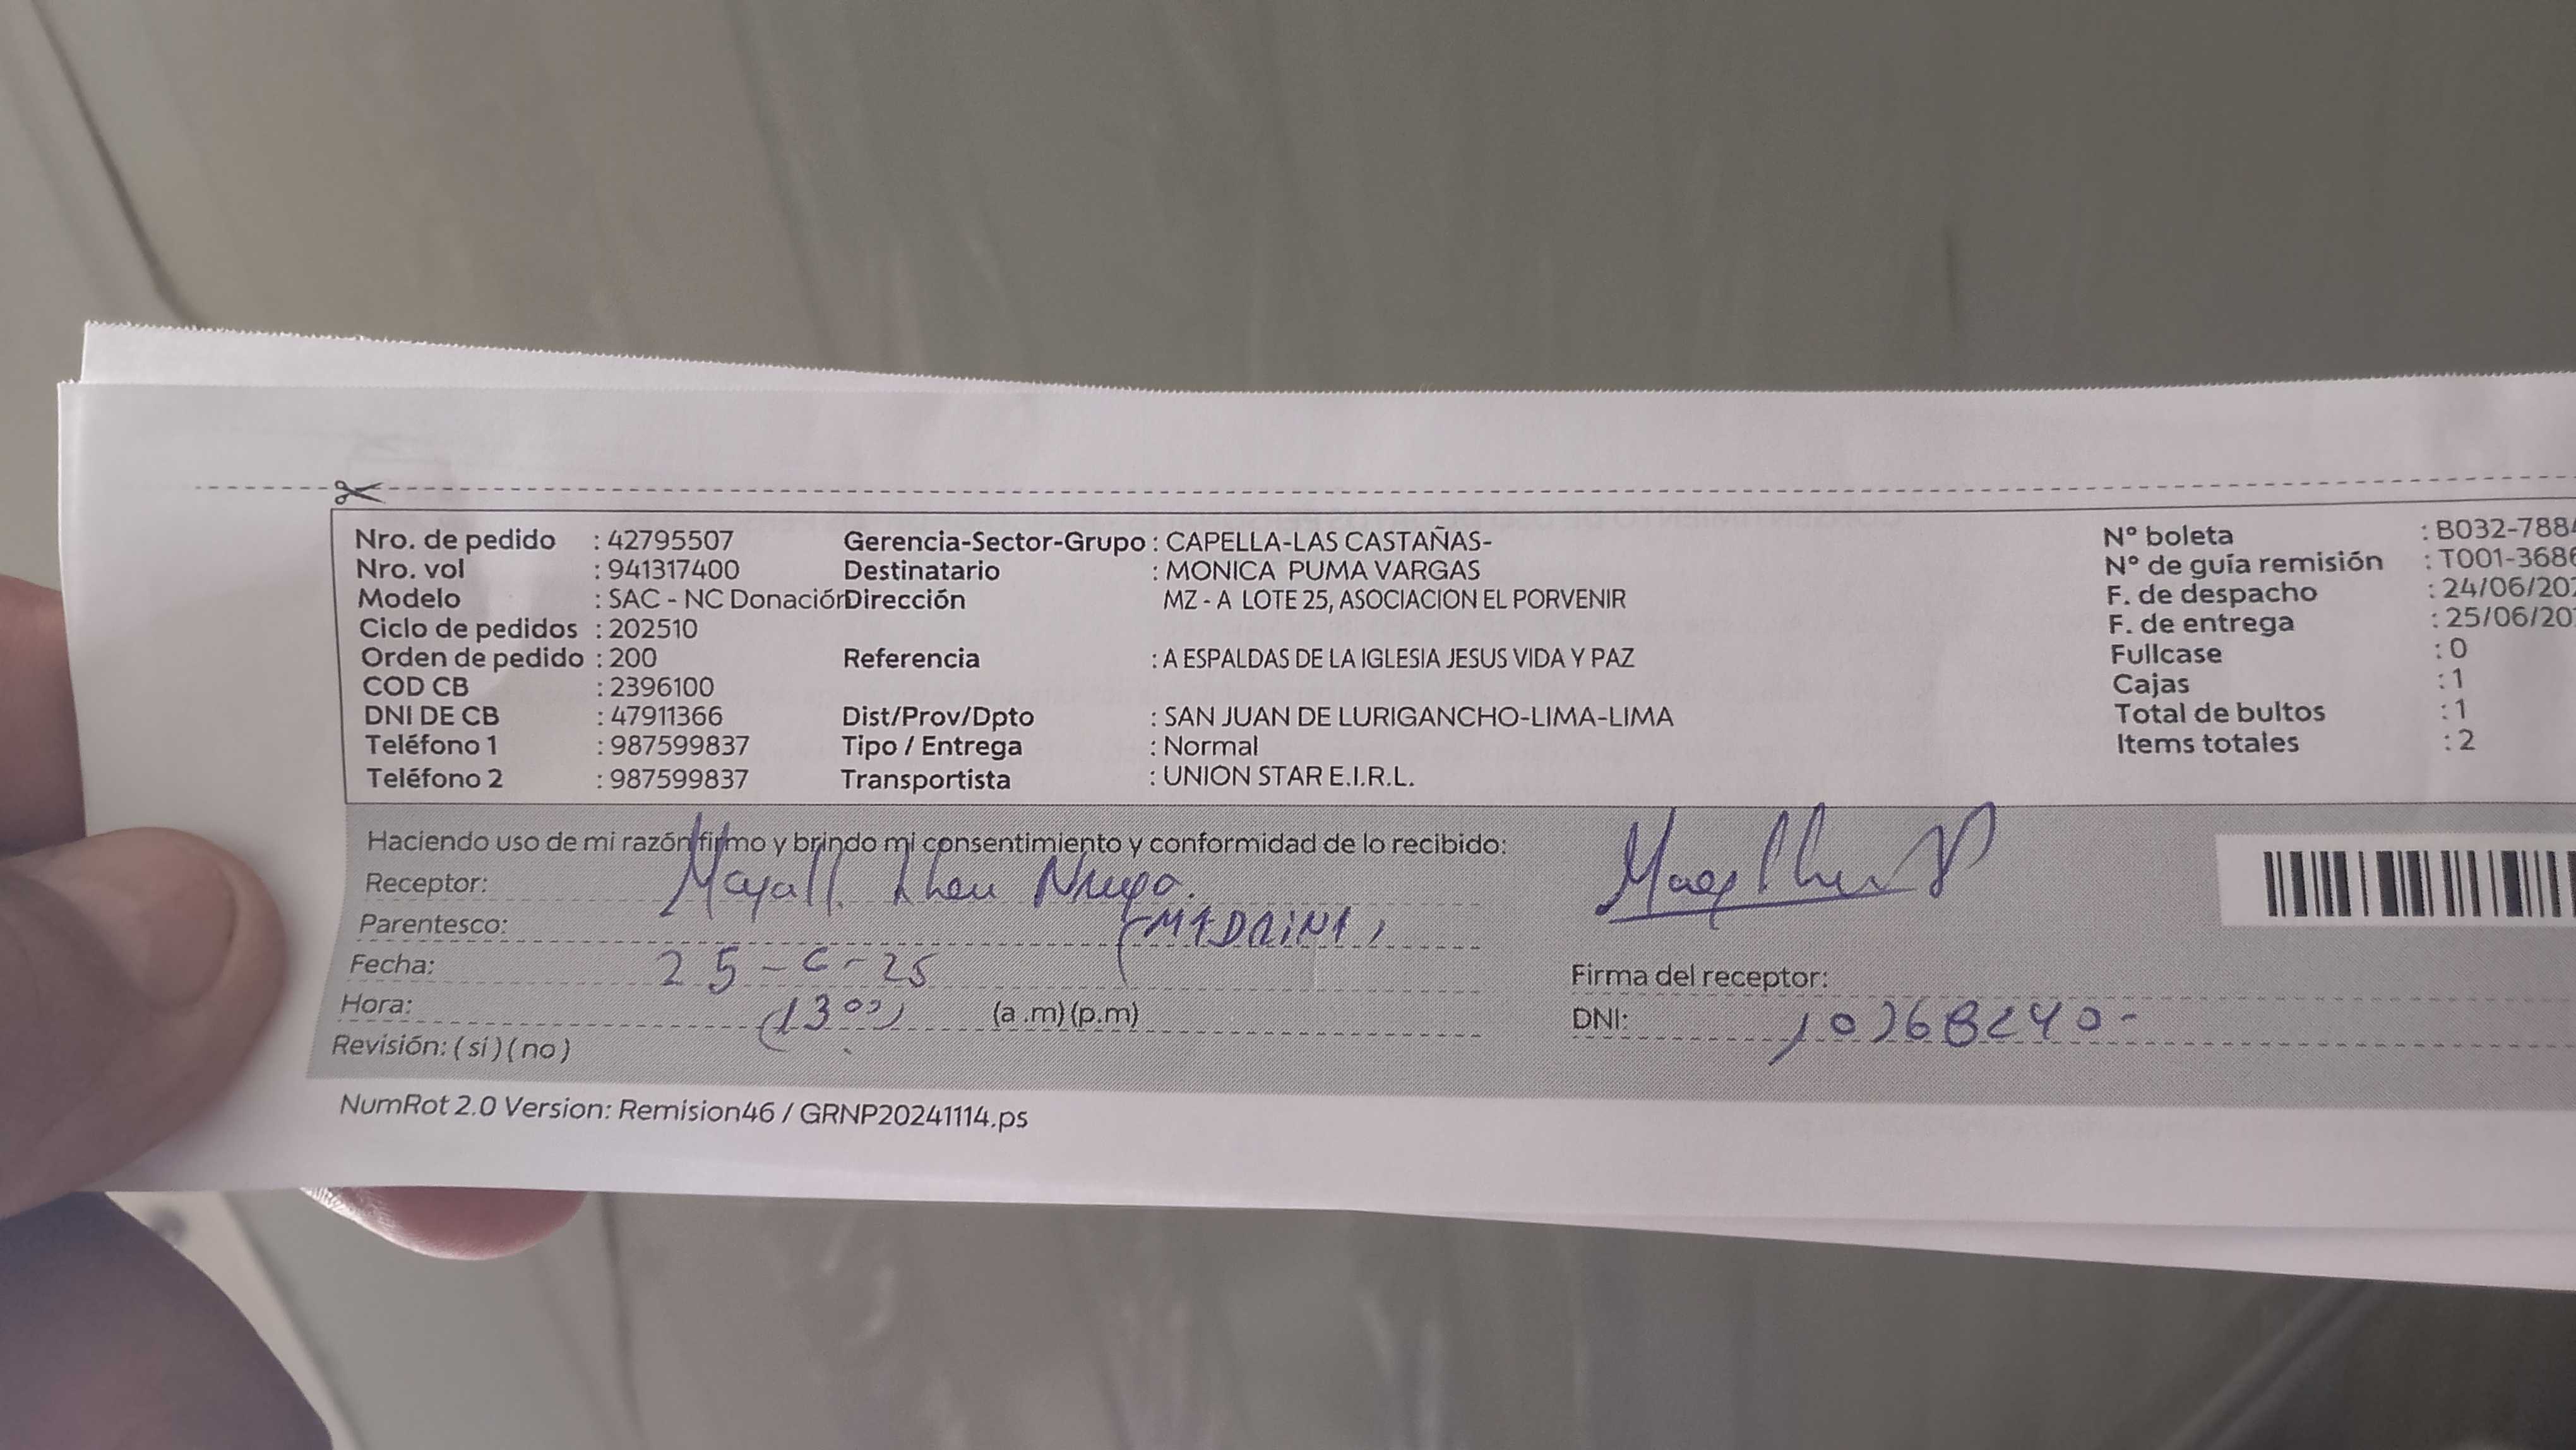 Nro. de pedido : 42795507 Gerencia-Sector-Grupo : CAPELLA-LAS CASTAÑAS- N° boleta : B032-788
Nro. vol : 941317400 Destinatario : MONICA PUMA VARGAS N° de guía remisión : T001-368
Modelo : SAC - NC Donación Dirección MZ - A LOTE 25, ASOCIACION EL PORVENIR F. de despacho : 24/06/20
Ciclo de pedidos : 202510 F. de entrega : 25/06/20
Orden de pedido : 200 Referencia : A ESPALDAS DE LA IGLESIA JESUS VIDA Y PAZ Fullcase : 0
COD CB : 2396100 Cajas : 1
DNI DE CB : 47911366 Dist/Prov/Dpto : SAN JUAN DE LURIGANCHO-LIMA-LIMA Total de bultos : 1
Teléfono 1 : 987599837 Tipo / Entrega : Normal Items totales : 2
Teléfono 2 : 987599837 Transportista : UNION STAR E.I.R.L.
Haciendo uso de mi razón firmo y brindo mi consentimiento y conformidad de lo recibido:
Receptor:
Parentesco:
Fecha: 25-6-25 Firma del receptor:
Hora: (13 00) (a .m) (p.m) DNI:
Revisión: ( si ) ( no )
NumRot 2.0 Version: Remision46 / GRNP20241114.ps